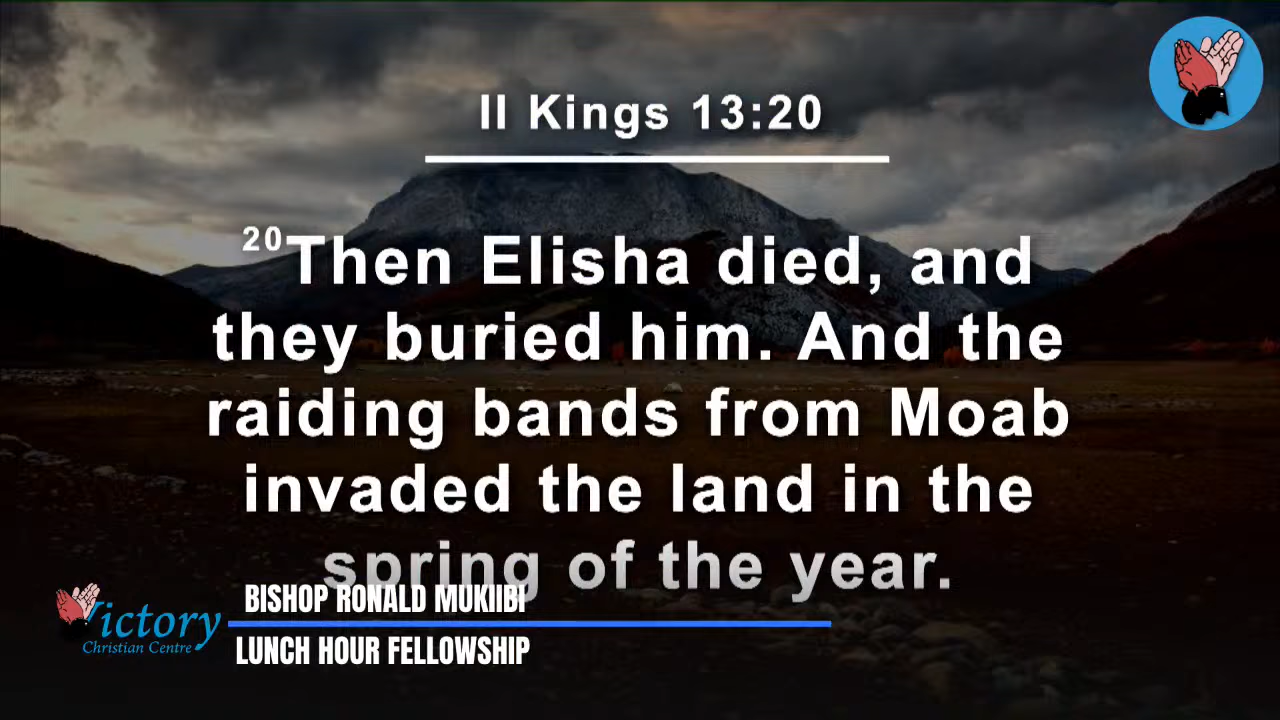 II Kings 13:20
20Then Elisha died, and
they buried him. And the
raiding bands from Moab
invaded the land in the
spring of the year.
BISHOP RONALD MUKIIBI
Victory
Christian Centre
LUNCH HOUR FELLOWSHIP